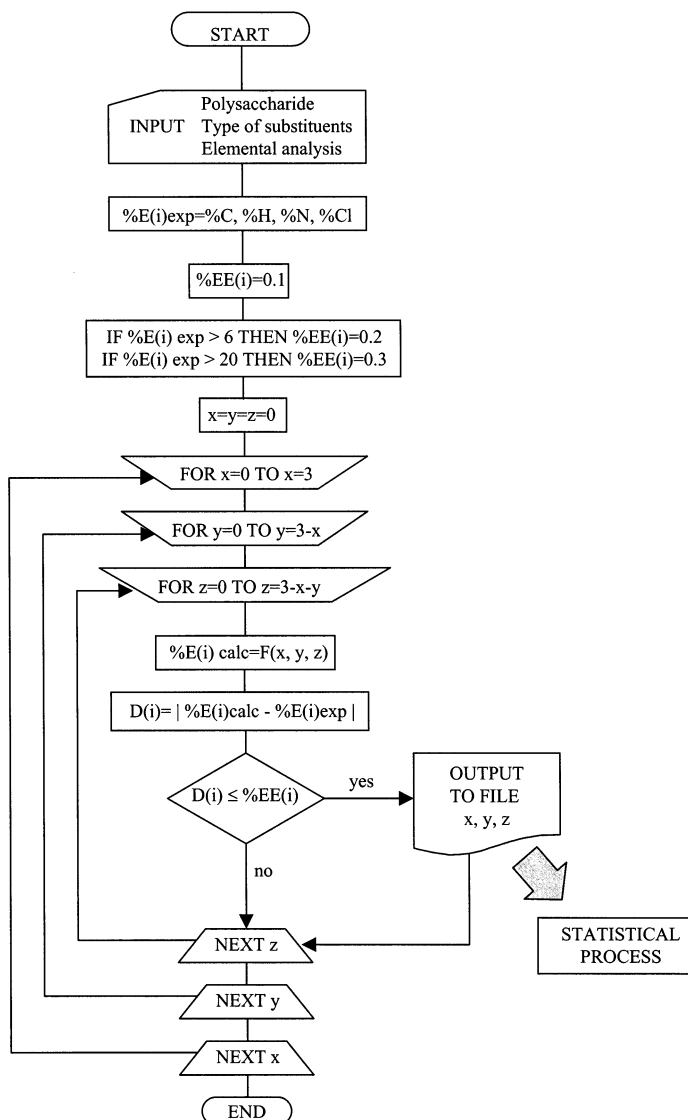 START
Polysaccharide
INPUT Type of substituents
Elemental analysis
%E(i)exp=%C, %H, %N, %Cl
%EE(i)=0.1
IF %E(i) exp > 6 THEN %EE(i)=0.2
IF %E(i) exp > 20 THEN %EE(i)=0.3
x=y=z=0
FOR x=0 TO x=3
FOR y=0 TO y=3-x
FOR z=0 TO z=3-x-y
%E(i) calc=F(x, y, z)
D(i)= | %E(i)calc - %E(i)exp |
D(i) ≤ %EE(i)
yes
OUTPUT
TO FILE
x, y, z
no
STATISTICAL
PROCESS
NEXT z
NEXT y
NEXT x
END